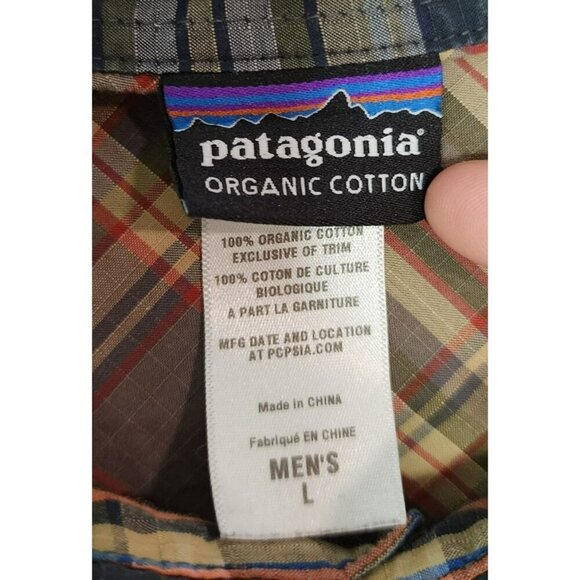 patagonia®
ORGANIC COTTON
100% ORGANIC COTTON
EXCLUSIVE OF TRIM
100% COTON DE CULTURE
BIOLOGIQUE
A PART LA GARNITURE
MFG DATE AND LOCATION
AT PCPSIA.COM
Made in CHINA
Fabriqué EN CHINE
MEN'S
L